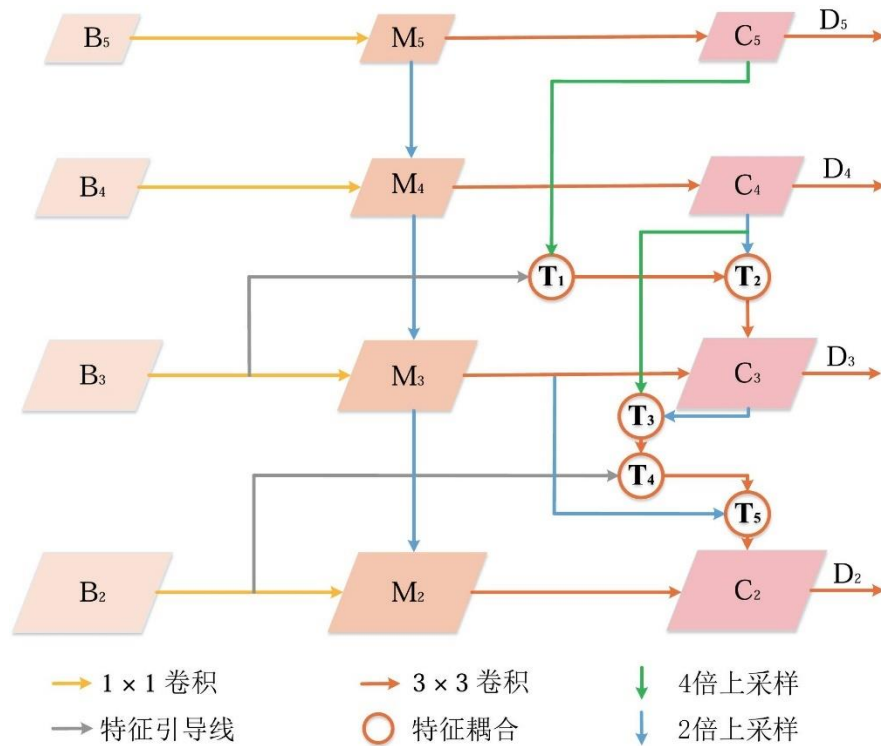 B₅ M₅ C₅ D₅
B₄ M₄ C₄ D₄
T₁ T₂
B₃ M₃ C₃ D₃
T₃
T₄
T₅
B₂ M₂ C₂ D₂
1 × 1 卷积 3 × 3 卷积 4倍上采样
特征引导线 特征耦合 2倍上采样